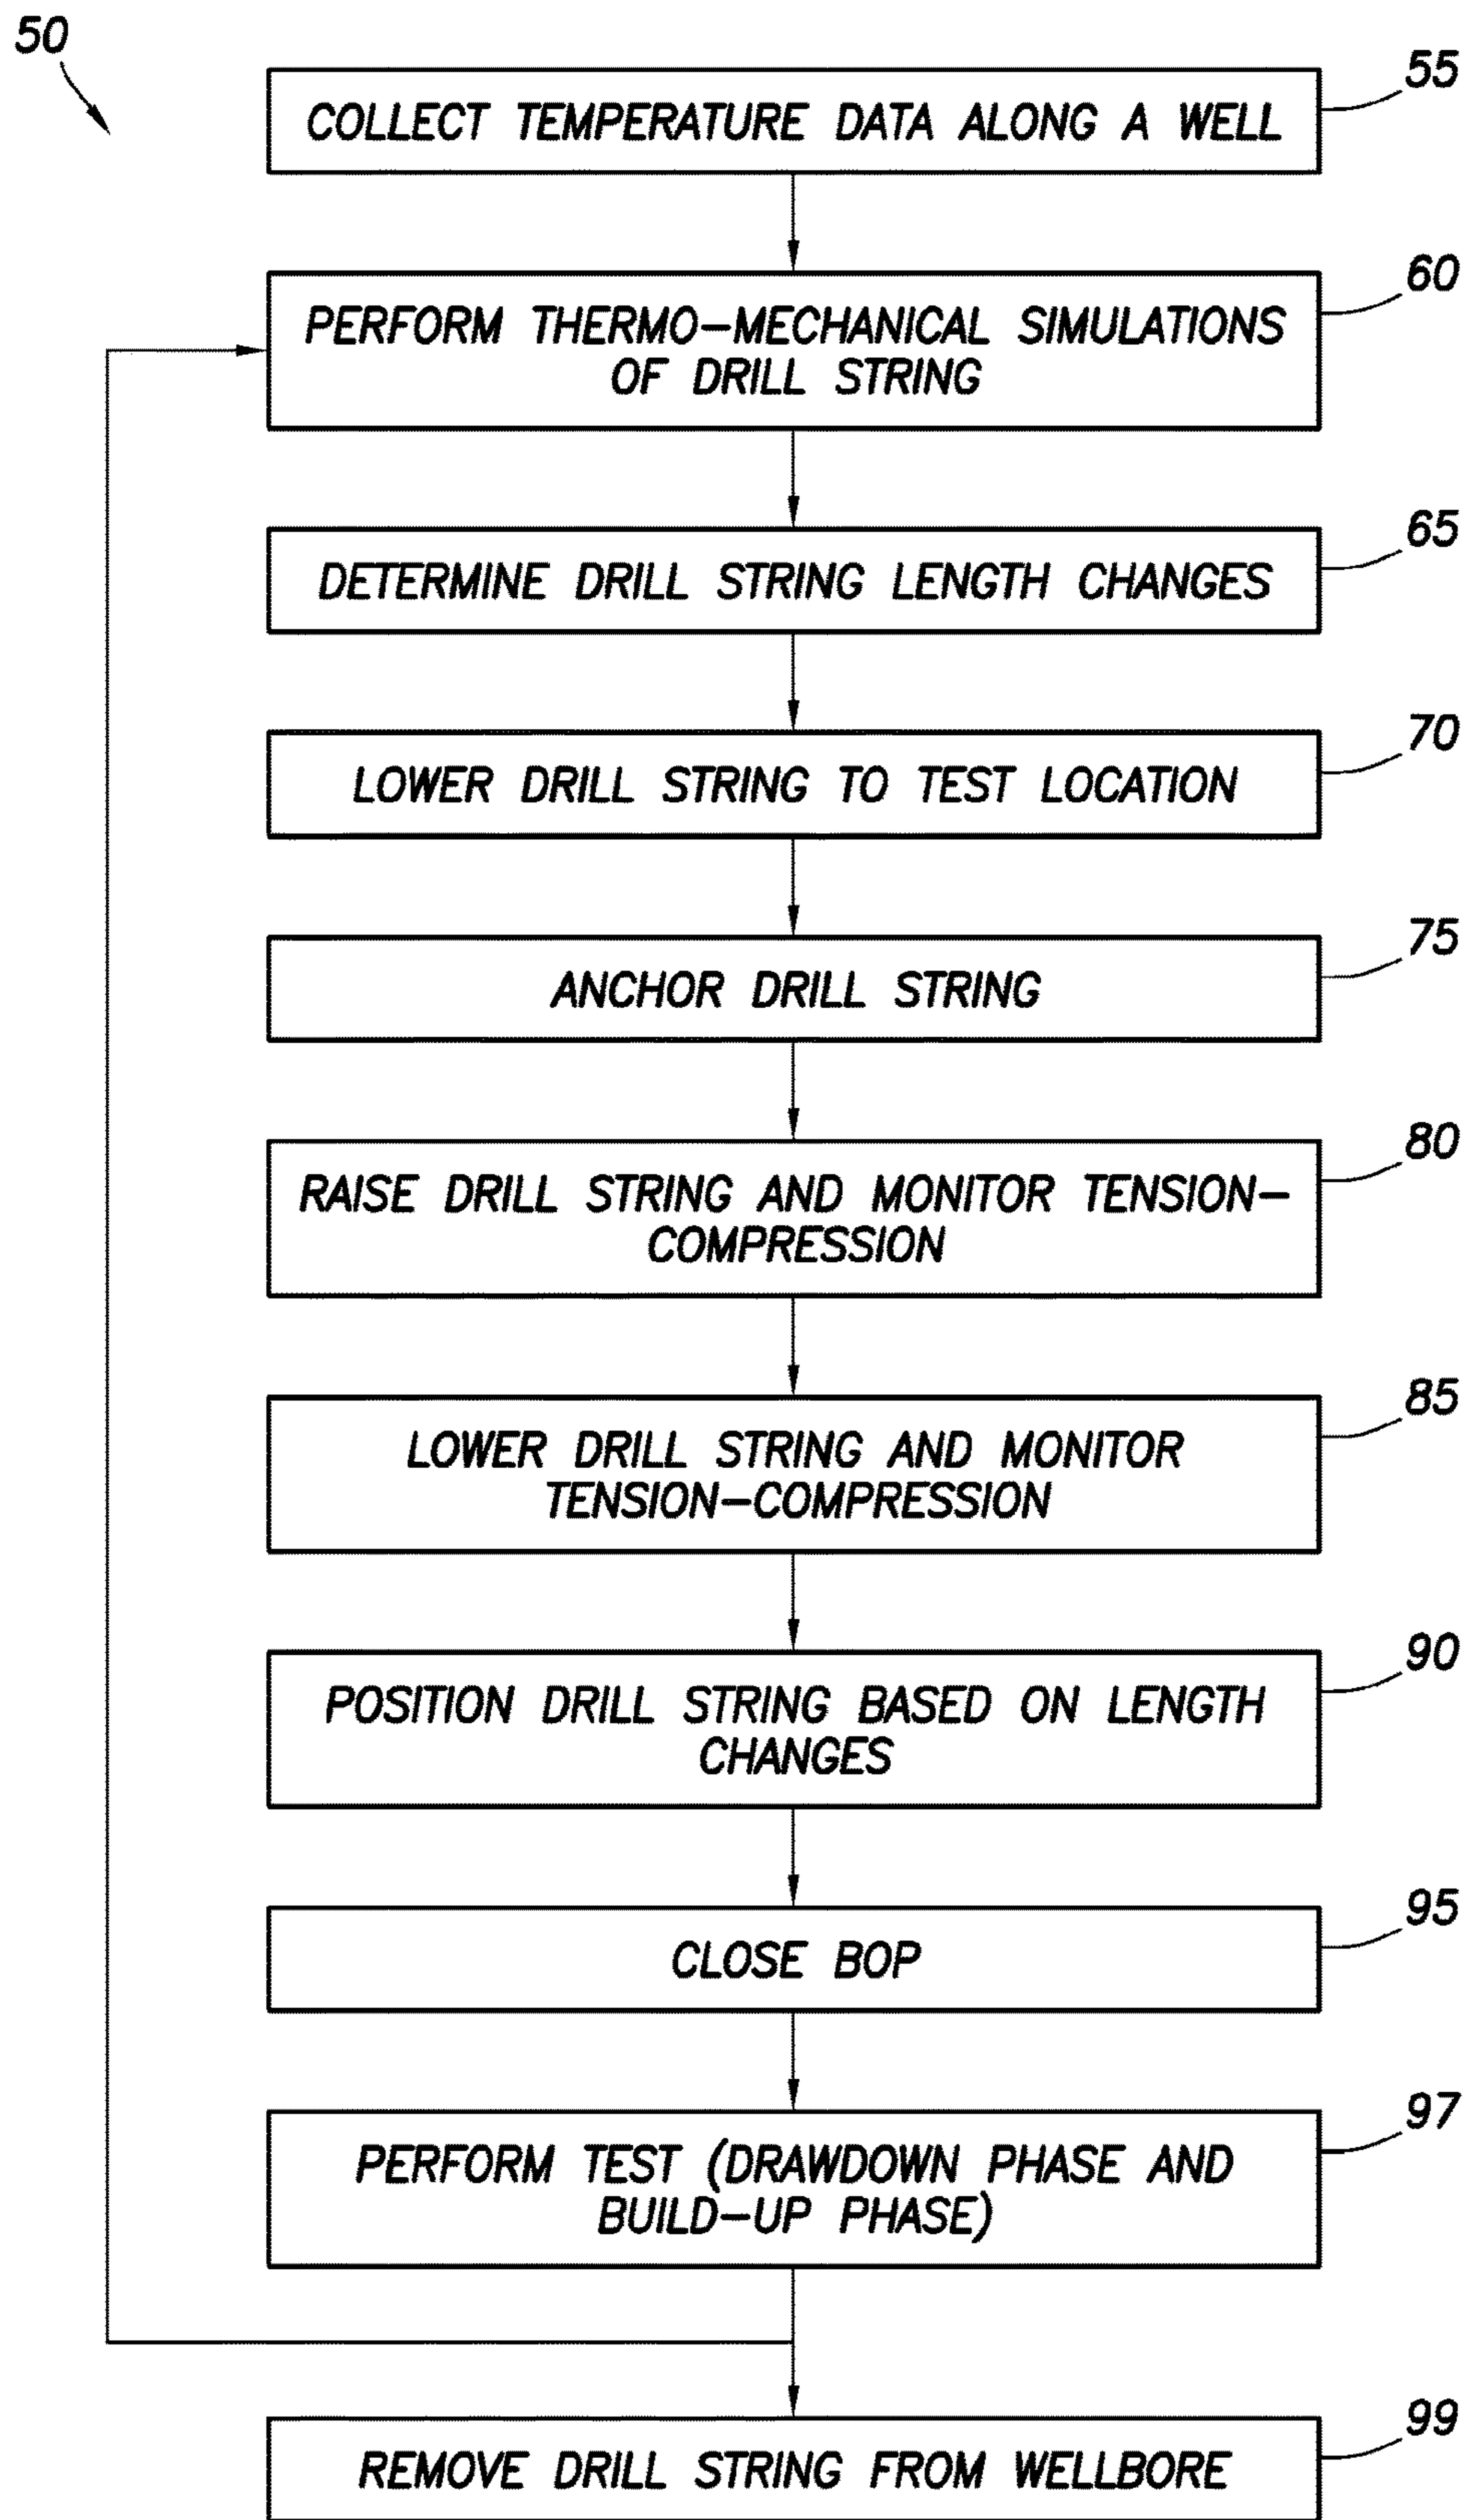 50
COLLECT TEMPERATURE DATA ALONG A WELL
55
PERFORM THERMO-MECHANICAL SIMULATIONS
OF DRILL STRING
60
DETERMINE DRILL STRING LENGTH CHANGES
65
LOWER DRILL STRING TO TEST LOCATION
70
ANCHOR DRILL STRING
75
RAISE DRILL STRING AND MONITOR TENSION-
COMPRESSION
80
LOWER DRILL STRING AND MONITOR
TENSION-COMPRESSION
85
POSITION DRILL STRING BASED ON LENGTH
CHANGES
90
CLOSE BOP
95
PERFORM TEST (DRAWDOWN PHASE AND
BUILD-UP PHASE)
97
REMOVE DRILL STRING FROM WELLBORE
99